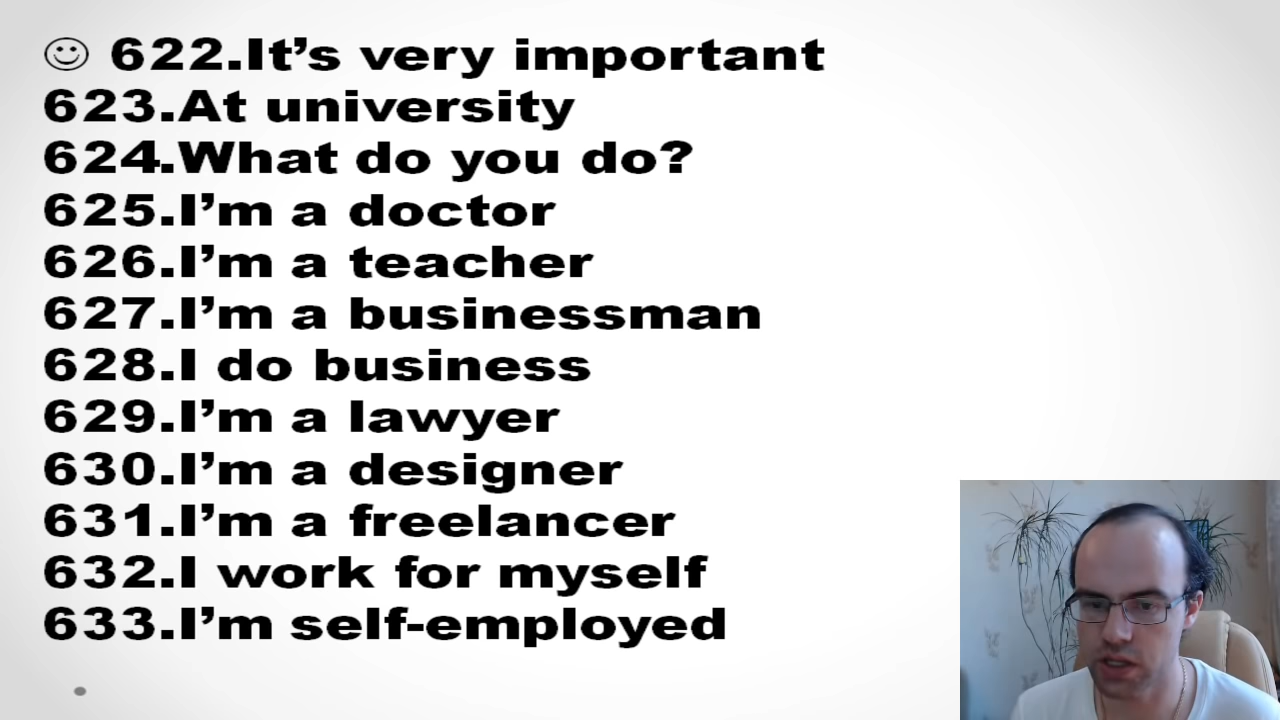 ☺ 622.It’s very important
623.At university
624.What do you do?
625.I’m a doctor
626.I’m a teacher
627.I’m a businessman
628.I do business
629.I’m a lawyer
630.I’m a designer
631.I’m a freelancer
632.I work for myself
633.I’m self-employed